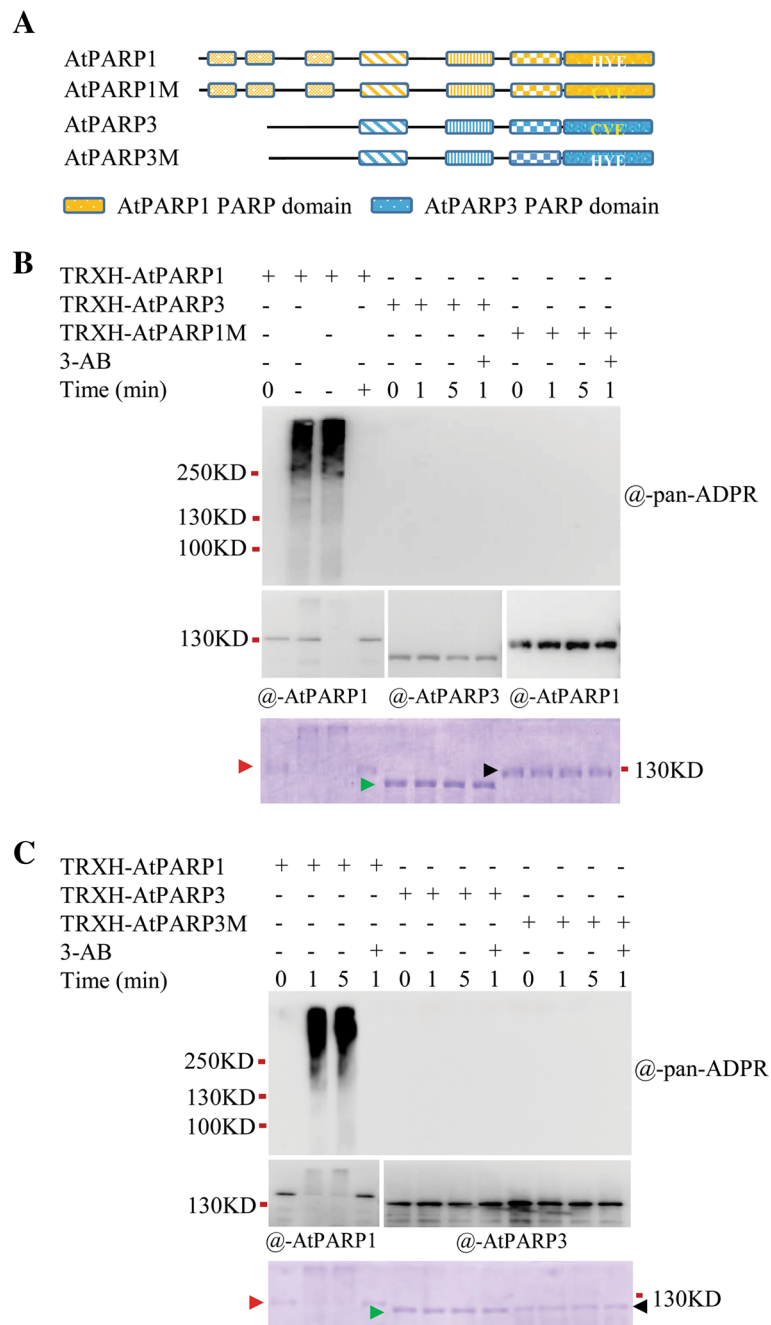 A
AtPARP1 HYE
AtPARP1M CVE
AtPARP3 CVE
AtPARP3M HYE
AtPARP1 PARP domain AtPARP3 PARP domain
B
TRXH-AtPARP1 + + + + - - - - - - - -
TRXH-AtPARP3 - - - + + + + - - - -
TRXH-AtPARP1M - - - - - - - + + + +
3-AB - - - - - - + - - - +
Time (min) 0 - - + 0 1 5 1 0 1 5 1
250KD
130KD
100KD
@-pan-ADPR
130KD
@-AtPARP1 @-AtPARP3 @-AtPARP1
130KD
C
TRXH-AtPARP1 + + + + - - - - - - - -
TRXH-AtPARP3 - - - - + + + + - - - -
TRXH-AtPARP3M - - - - - - - - + + + +
3-AB - - - + - - - + - - - +
Time (min) 0 1 5 1 0 1 5 1 0 1 5 1
250KD
130KD
100KD
@-pan-ADPR
130KD
@-AtPARP1 @-AtPARP3
130KD